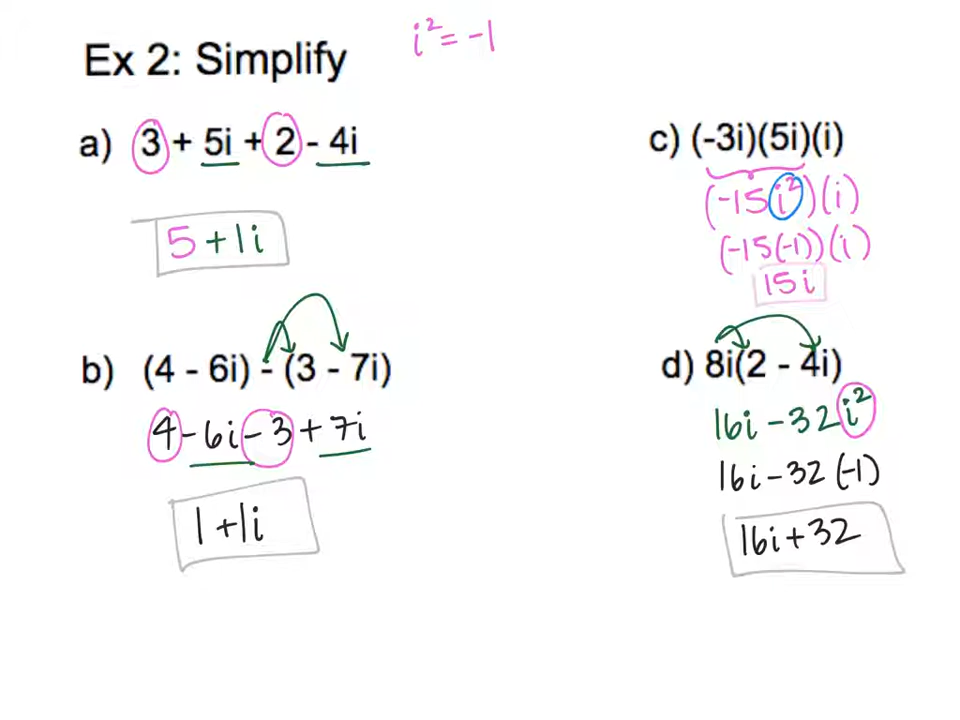 Ex 2: Simplify
i² = -1
a) 3 + 5i + 2 - 4i
5 + 1i
b) (4 - 6i) - (3 - 7i)
4 - 6i - 3 + 7i
1 + 1i
c) (-3i)(5i)(i)
(-15i²)(i)
(-15(-1))(i)
15i
d) 8i(2 - 4i)
16i - 32i²
16i - 32(-1)
16i + 32